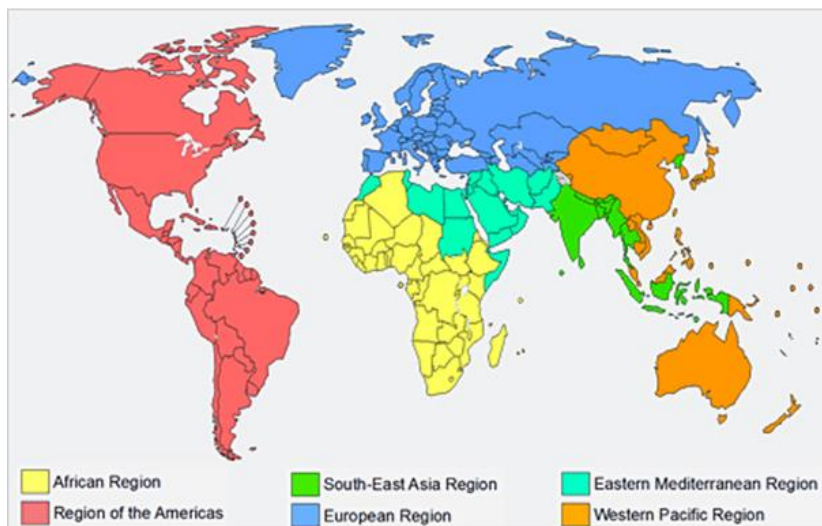 African Region
South-East Asia Region
Eastern Mediterranean Region
Region of the Americas
European Region
Western Pacific Region